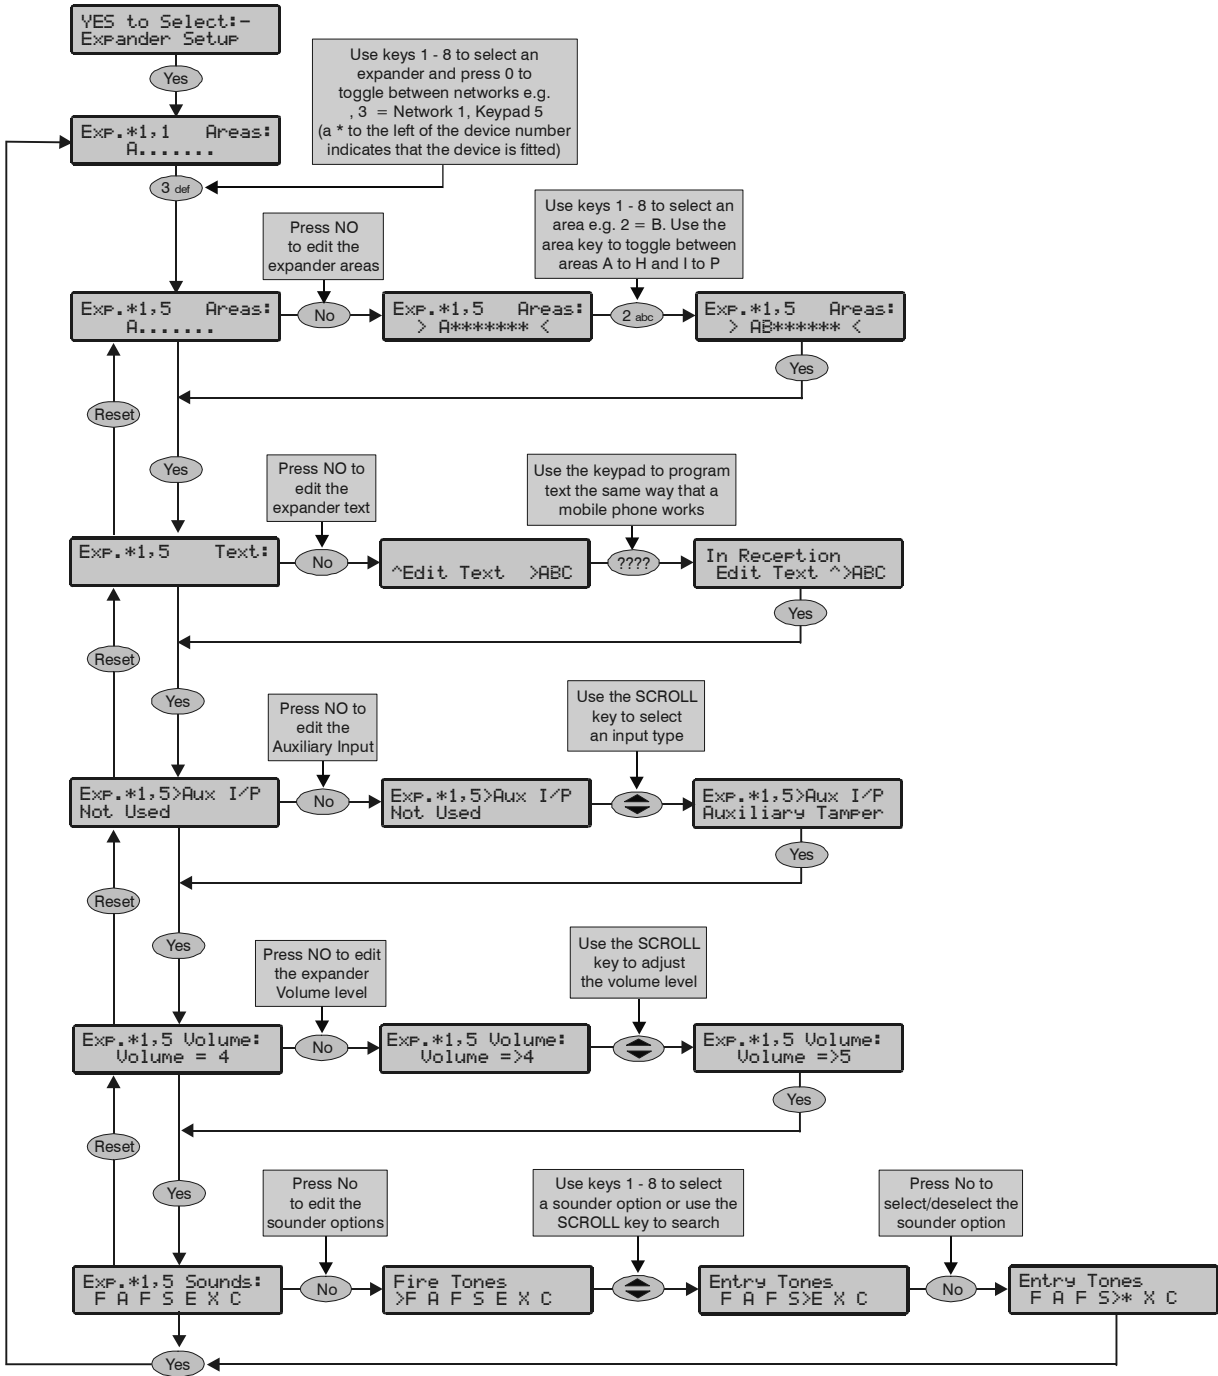 YES to Select:-
Expander Setup
Yes
Use keys 1 - 8 to select an
expander and press 0 to
toggle between networks e.g.
, 3 = Network 1, Keypad 5
(a * to the left of the device number
indicates that the device is fitted)
Exp.*1,1 Areas:
A.......
3 def
Press NO
to edit the
expander areas
Use keys 1 - 8 to select an
area e.g. 2 = B. Use the
area key to toggle between
areas A to H and I to P
Exp.*1,5 Areas:
A.......
No
Exp.*1,5 Areas:
> A******* <
2 abc
Exp.*1,5 Areas:
> AB****** <
Yes
Reset
Yes
Press NO to
edit the
expander text
Use the keypad to program
text the same way that a
mobile phone works
Exp.*1,5 Text:
No
^Edit Text >ABC
????
In Reception
Edit Text ^>ABC
Yes
Reset
Yes
Press NO to
edit the
Auxiliary Input
Use the SCROLL
key to select
an input type
Exp.*1,5>Aux I/P
Not Used
No
Exp.*1,5>Aux I/P
Not Used
Exp.*1,5>Aux I/P
Auxiliary Tamper
Yes
Reset
Yes
Press NO to edit
the expander
Volume level
Use the SCROLL
key to adjust
the volume level
Exp.*1,5 Volume:
Volume = 4
No
Exp.*1,5 Volume:
Volume =>4
Exp.*1,5 Volume:
Volume =>5
Yes
Reset
Yes
Press No
to edit the
sounder options
Use keys 1 - 8 to select
a sounder option or use the
SCROLL key to search
Press No to
select/deselect the
sounder option
Exp.*1,5 Sounds:
F A F S E X C
No
Fire Tones
>F A F S E X C
Entry Tones
F A F S>E X C
No
Entry Tones
F A F S>* X C
Yes